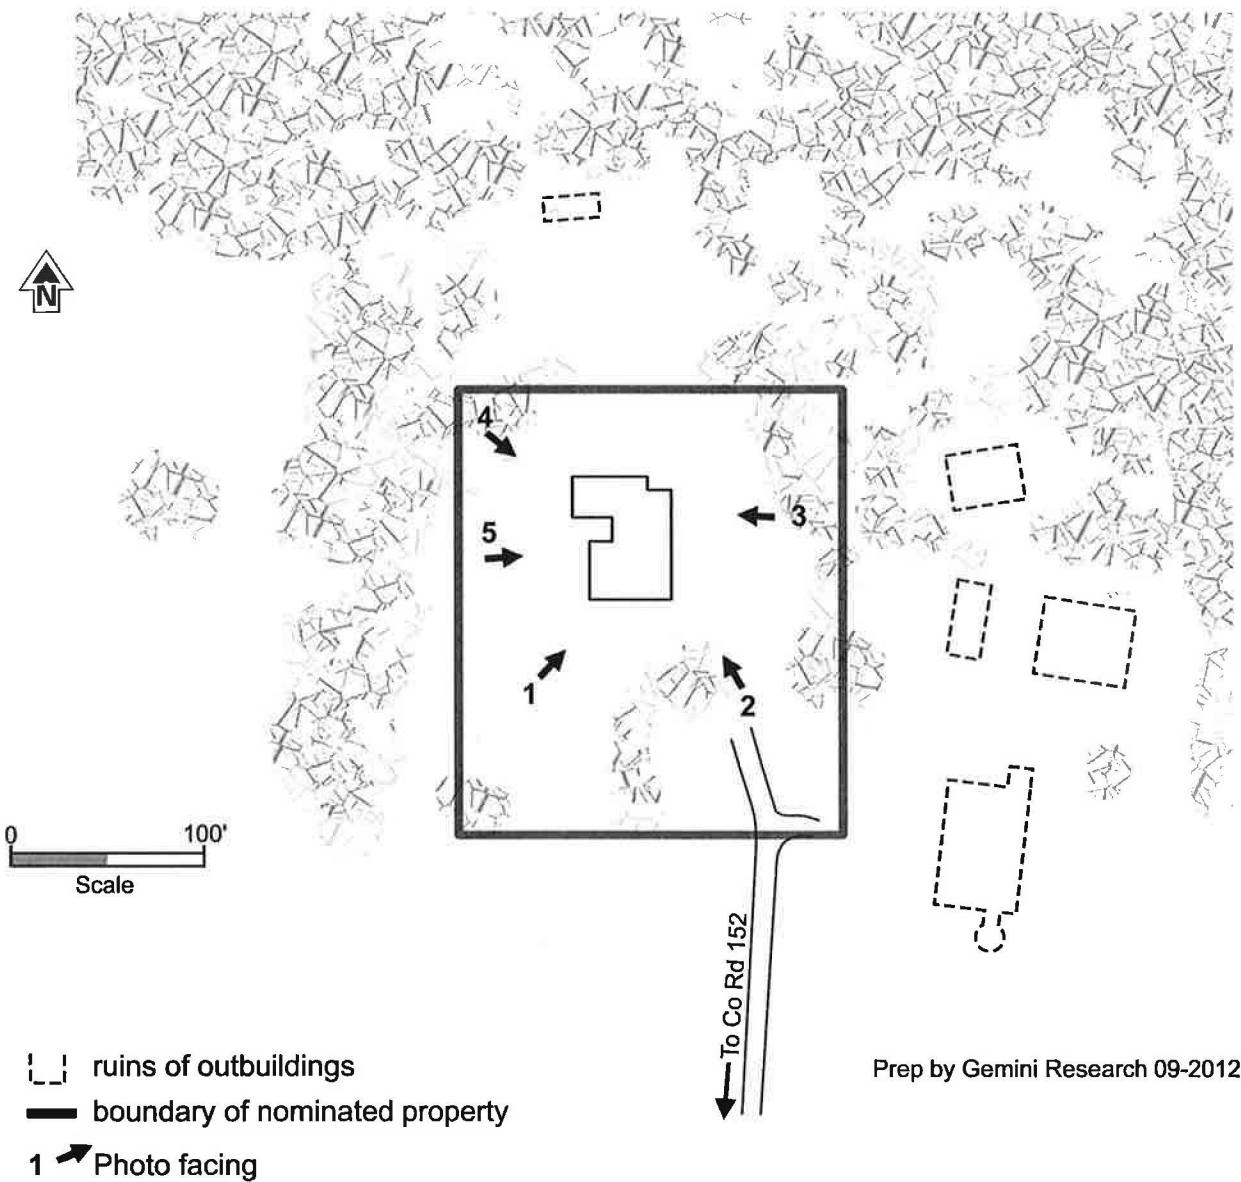 N
4
5
3
1
2
0 100'
Scale
To Co Rd 152
ruins of outbuildings
Prep by Gemini Research 09-2012
boundary of nominated property
1 Photo facing